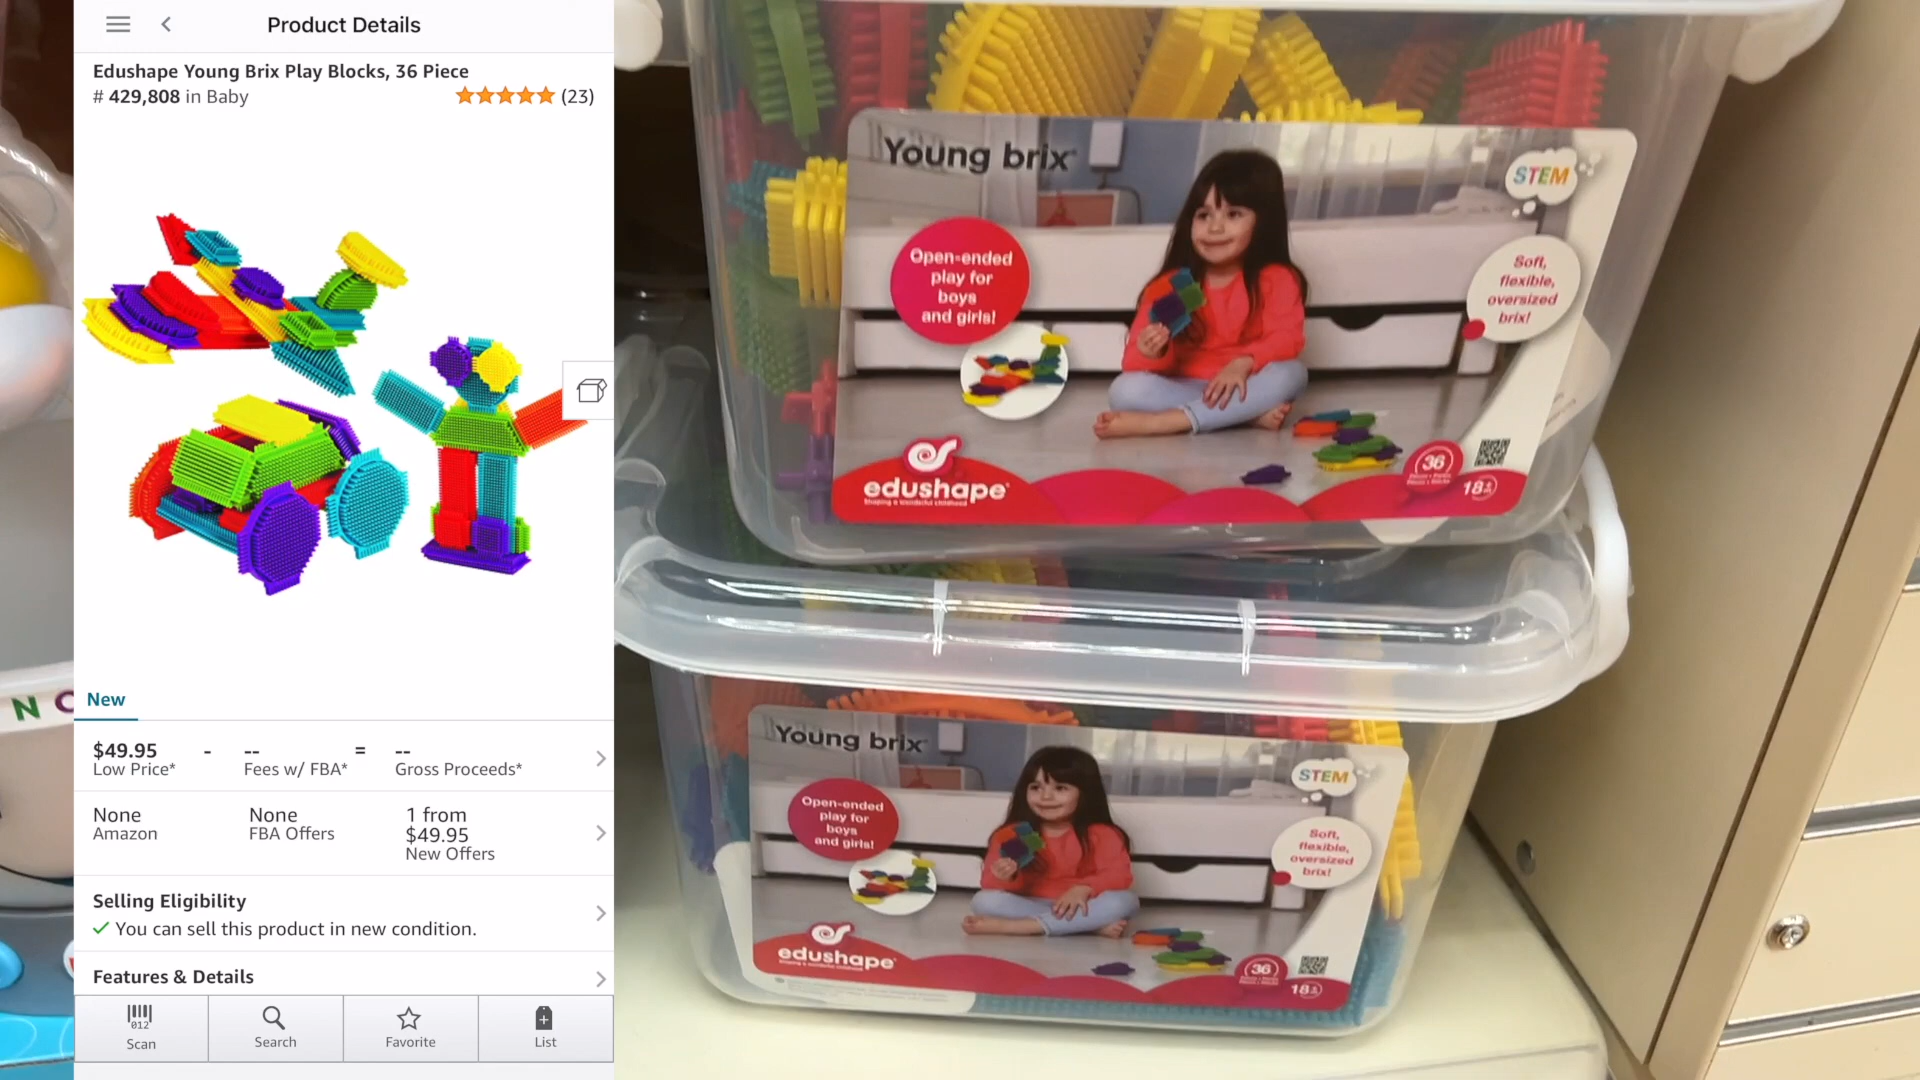 Product Details
Edushape Young Brix Play Blocks, 36 Piece
# 429,808 in Baby
(23)
New
$49.95 - -- = --
Low Price* Fees w/ FBA* Gross Proceeds*
None None 1 from
Amazon FBA Offers $49.95
New Offers
Selling Eligibility
You can sell this product in new condition.
Features & Details
012
Scan Search Favorite List
N
Young brix
STEM
Open-ended
play for
boys
and girls!
Soft,
flexible,
oversized
brix!
edushape
Shaping a wonderful childhood
36
18+
Young brix
STEM
Open-ended
play for
boys
and girls!
Soft,
flexible,
oversized
brix!
edushape
36
18+